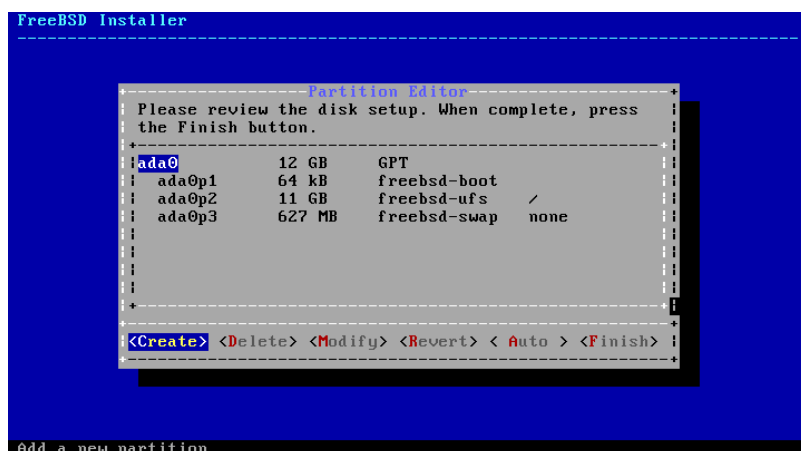 FreeBSD Installer
Partition Editor
Please review the disk setup. When complete, press
the Finish button.
ada0 12 GB GPT
ada0p1 64 kB freebsd-boot
ada0p2 11 GB freebsd-ufs /
ada0p3 627 MB freebsd-swap none
<Create> <Delete> <Modify> <Revert> < Auto > <Finish>
Add a new partition